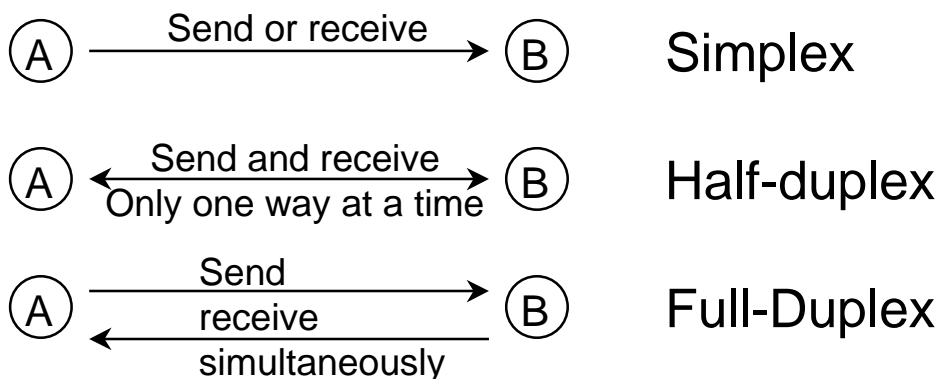 A Send or receive B Simplex
A Send and receive B Half-duplex
Only one way at a time
A Send B Full-Duplex
receive
simultaneously